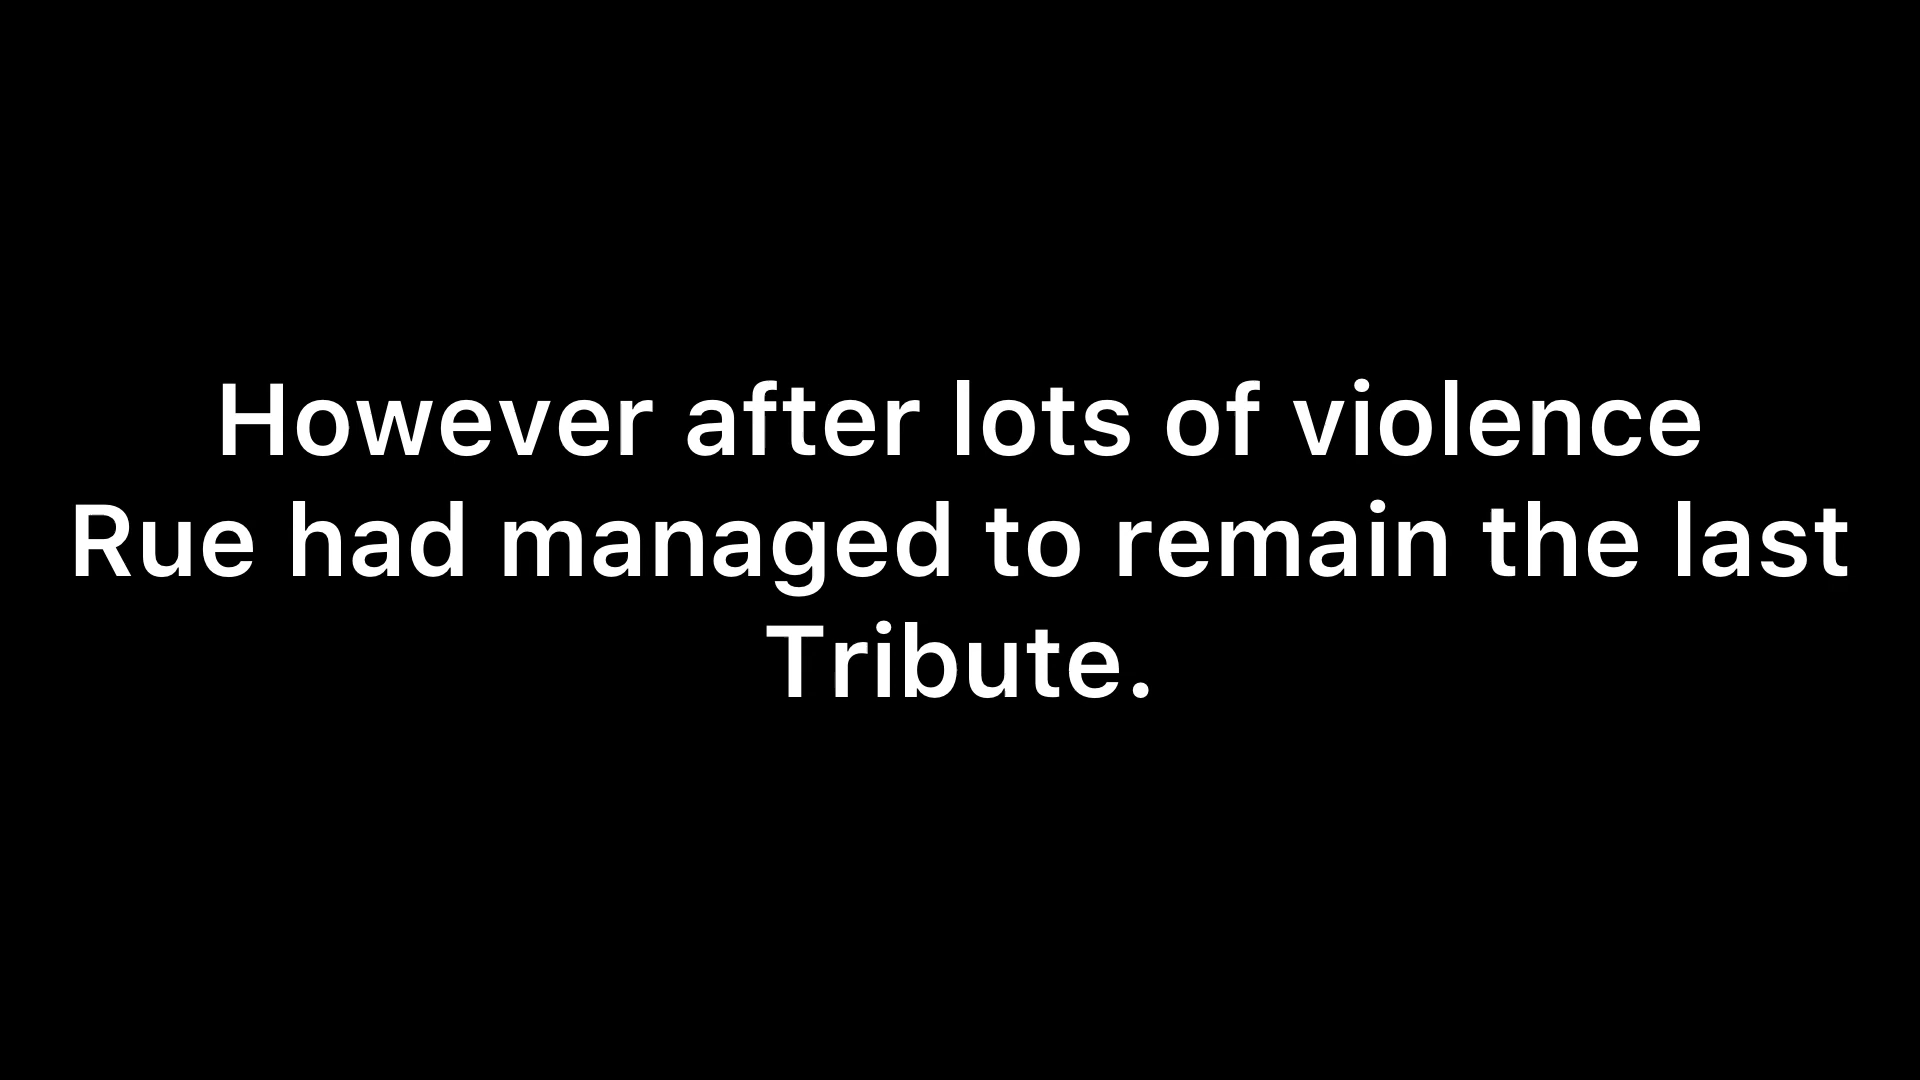 However after lots of violence
Rue had managed to remain the last
Tribute.